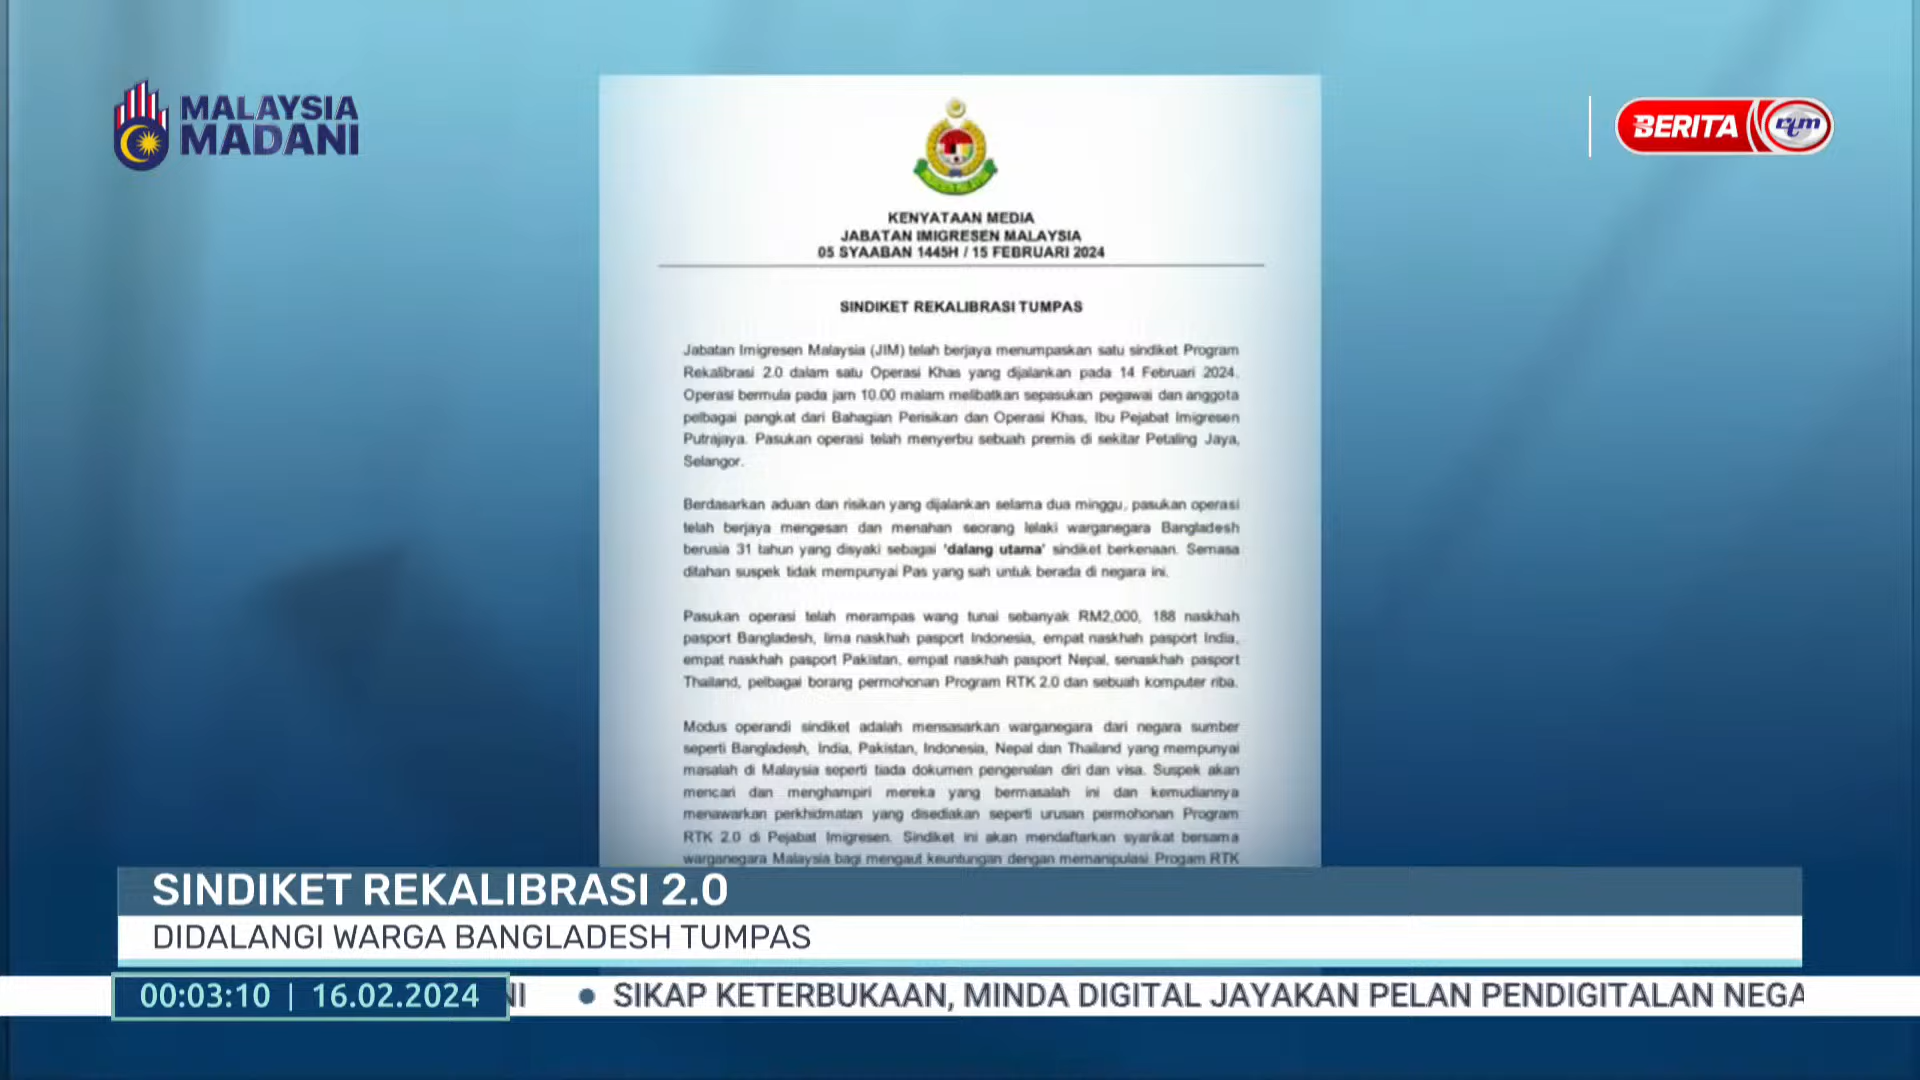 MALAYSIA
MADANI
BERITA rtm
KENYATAAN MEDIA
JABATAN IMIGRESEN MALAYSIA
05 SYAABAN 1445H / 15 FEBRUARI 2024
SINDIKET REKALIBRASI TUMPAS
Jabatan Imigresen Malaysia (JIM) telah berjaya menumpaskan satu sindiket Program
Rekalibrasi 2.0 dalam satu Operasi Khas yang dijalankan pada 14 Februari 2024.
Operasi bermula pada jam 10.00 malam melibatkan sepasukan pegawai dan anggota
pelbagai pangkat dari Bahagian Perisikan dan Operasi Khas, Ibu Pejabat Imigresen
Putrajaya. Pasukan operasi telah menyerbu sebuah premis di sekitar Petaling Jaya,
Selangor.
Berdasarkan aduan dan risikan yang dijalankan selama dua minggu, pasukan operasi
telah berjaya mengesan dan menahan seorang lelaki warganegara Bangladesh
berusia 31 tahun yang disyaki sebagai 'dalang utama' sindiket berkenaan. Semasa
ditahan suspek tidak mempunyai Pas yang sah untuk berada di negara ini.
Pasukan operasi telah merampas wang tunai sebanyak RM2,000, 188 naskhah
pasport Bangladesh, lima naskhah pasport Indonesia, empat naskhah pasport India,
empat naskhah pasport Pakistan, empat naskhah pasport Nepal, senaskhah pasport
Thailand, pelbagai borang permohonan Program RTK 2.0 dan sebuah komputer riba.
Modus operandi sindiket adalah mensasarkan warganegara dari negara sumber
seperti Bangladesh, India, Pakistan, Indonesia, Nepal dan Thailand yang mempunyai
masalah di Malaysia seperti tiada dokumen pengenalan diri dan visa. Suspek akan
mencari dan menghampiri mereka yang bermasalah ini dan kemudiannya
menawarkan perkhidmatan yang disediakan seperti urusan permohonan Program
RTK 2.0 di Pejabat Imigresen. Sindiket ini akan mendaftarkan syarikat bersama
warganegara Malaysia bagi mengaut keuntungan dengan memanipulasi Progam RTK
SINDIKET REKALIBRASI 2.0
DIDALANGI WARGA BANGLADESH TUMPAS
00:03:10 | 16.02.2024 NI • SIKAP KETERBUKAAN, MINDA DIGITAL JAYAKAN PELAN PENDIGITALAN NEGA